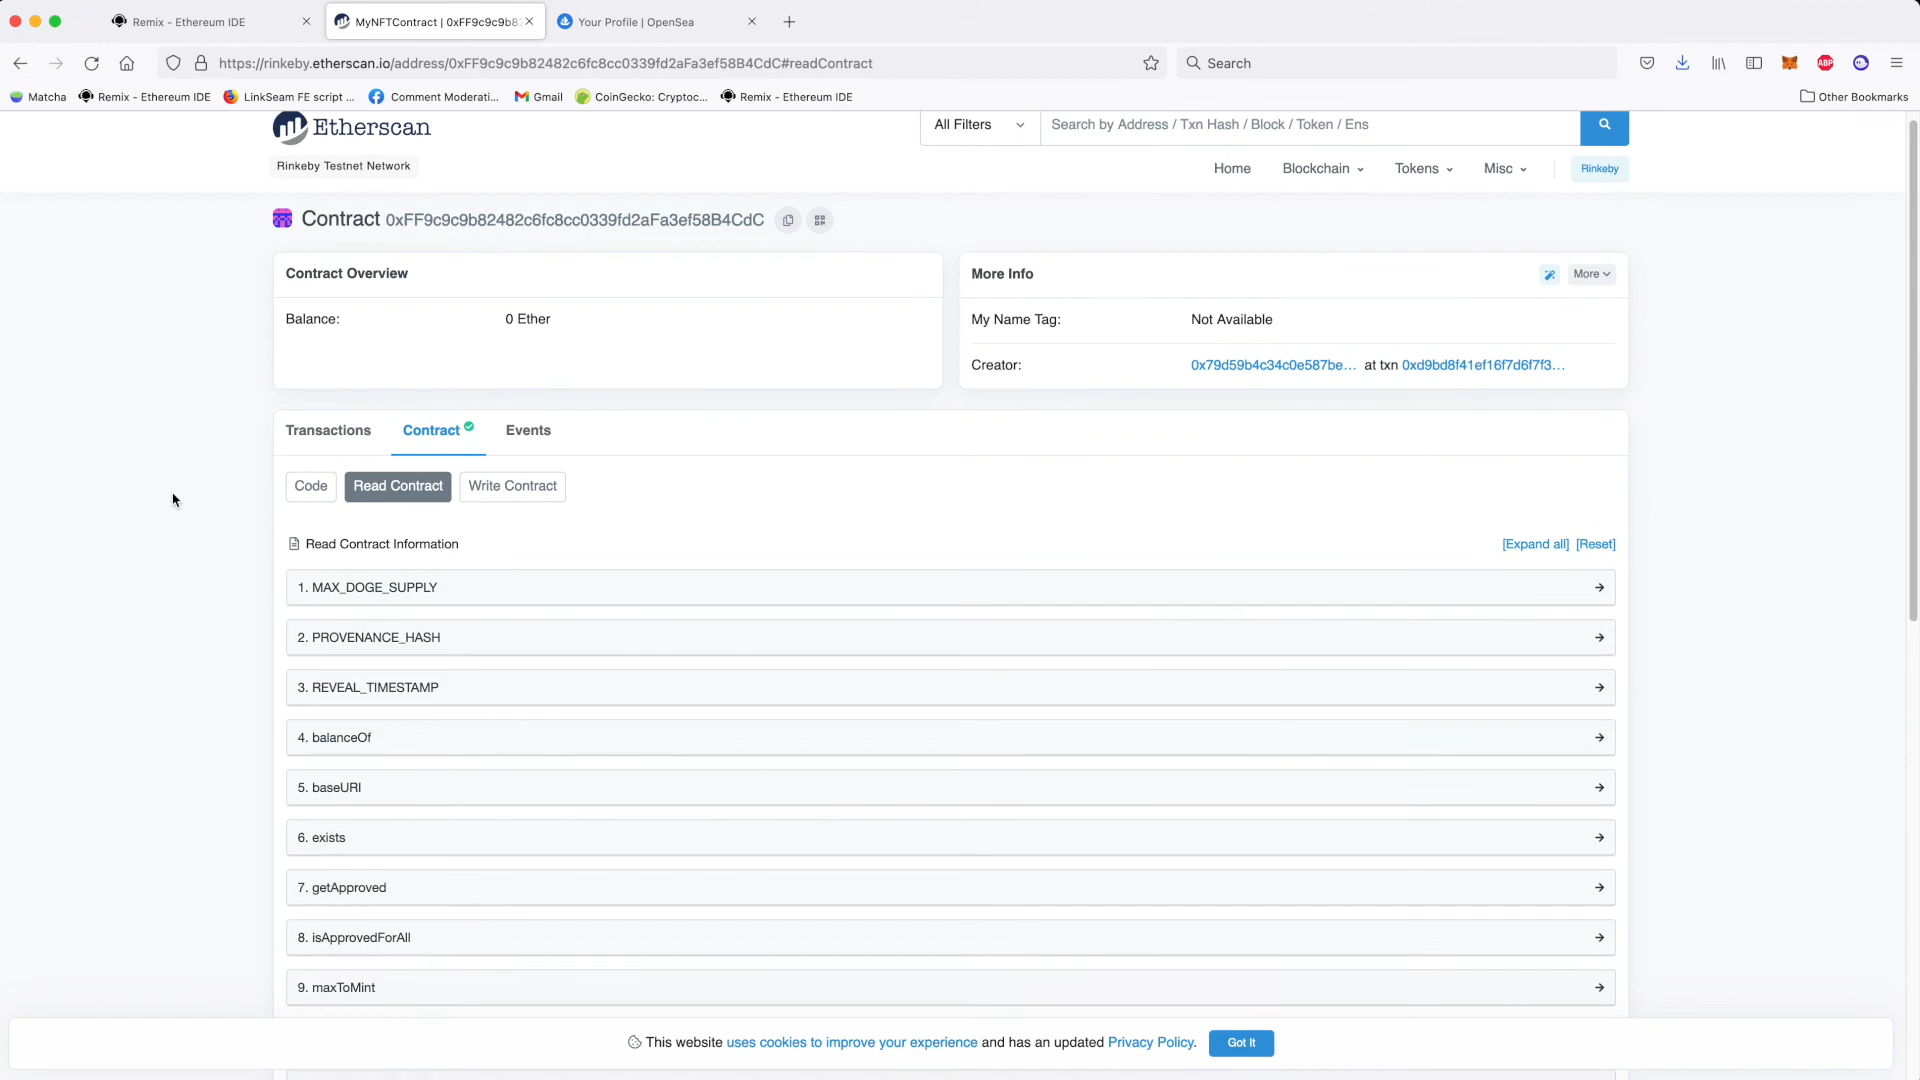 Remix - Ethereum IDE
MyNFTContract | 0xFF9c9c9b82
Your Profile | OpenSea
https://rinkeby.etherscan.io/address/0xFF9c9c9b82482c6fc8cc0339fd2aFa3ef58B4CdC#readContract
Search
ABP
Matcha
Remix - Ethereum IDE
LinkSeam FE script ...
Comment Moderati...
Gmail
CoinGecko: Cryptoc...
Remix - Ethereum IDE
Other Bookmarks
Etherscan
All Filters
Search by Address / Txn Hash / Block / Token / Ens
Rinkeby Testnet Network
Home
Blockchain
Tokens
Misc
Rinkeby
Contract 0xFF9c9c9b82482c6fc8cc0339fd2aFa3ef58B4CdC
Contract Overview
Balance:
0 Ether
More Info
More
My Name Tag:
Not Available
Creator:
0x79d59b4c34c0e587be... at txn 0xd9bd8f41ef16f7d6f7f3...
Transactions
Contract
Events
Code
Read Contract
Write Contract
Read Contract Information
[Expand all] [Reset]
1. MAX_DOGE_SUPPLY
2. PROVENANCE_HASH
3. REVEAL_TIMESTAMP
4. balanceOf
5. baseURI
6. exists
7. getApproved
8. isApprovedForAll
9. maxToMint
This website uses cookies to improve your experience and has an updated Privacy Policy.
Got It